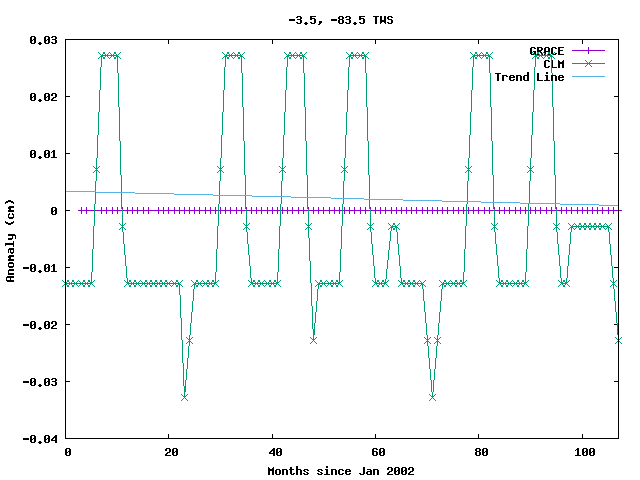 -3.5, -83.5 TWS
GRACE
CLM
Trend Line
0.03
0.02
0.01
0
-0.01
-0.02
-0.03
-0.04
Anomaly (cm)
0 20 40 60 80 100
Months since Jan 2002